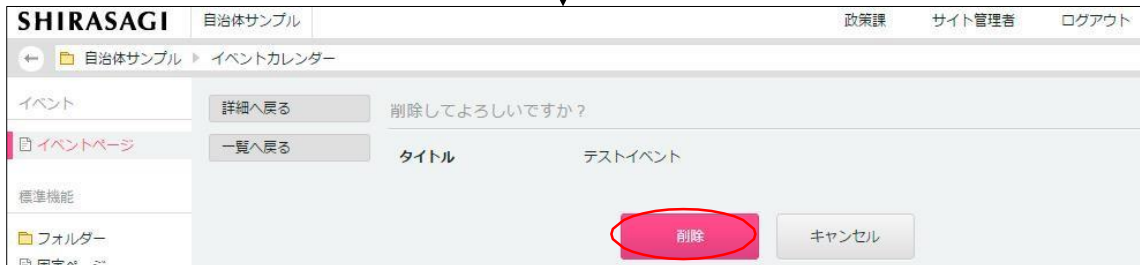 SHIRASAGI 自治体サンプル 政策課 サイト管理者 ログアウト
自治体サンプル イベントカレンダー
イベント
イベントページ
標準機能
フォルダー
詳細へ戻る
一覧へ戻る
削除してよろしいですか?
タイトル テストイベント
削除 キャンセル